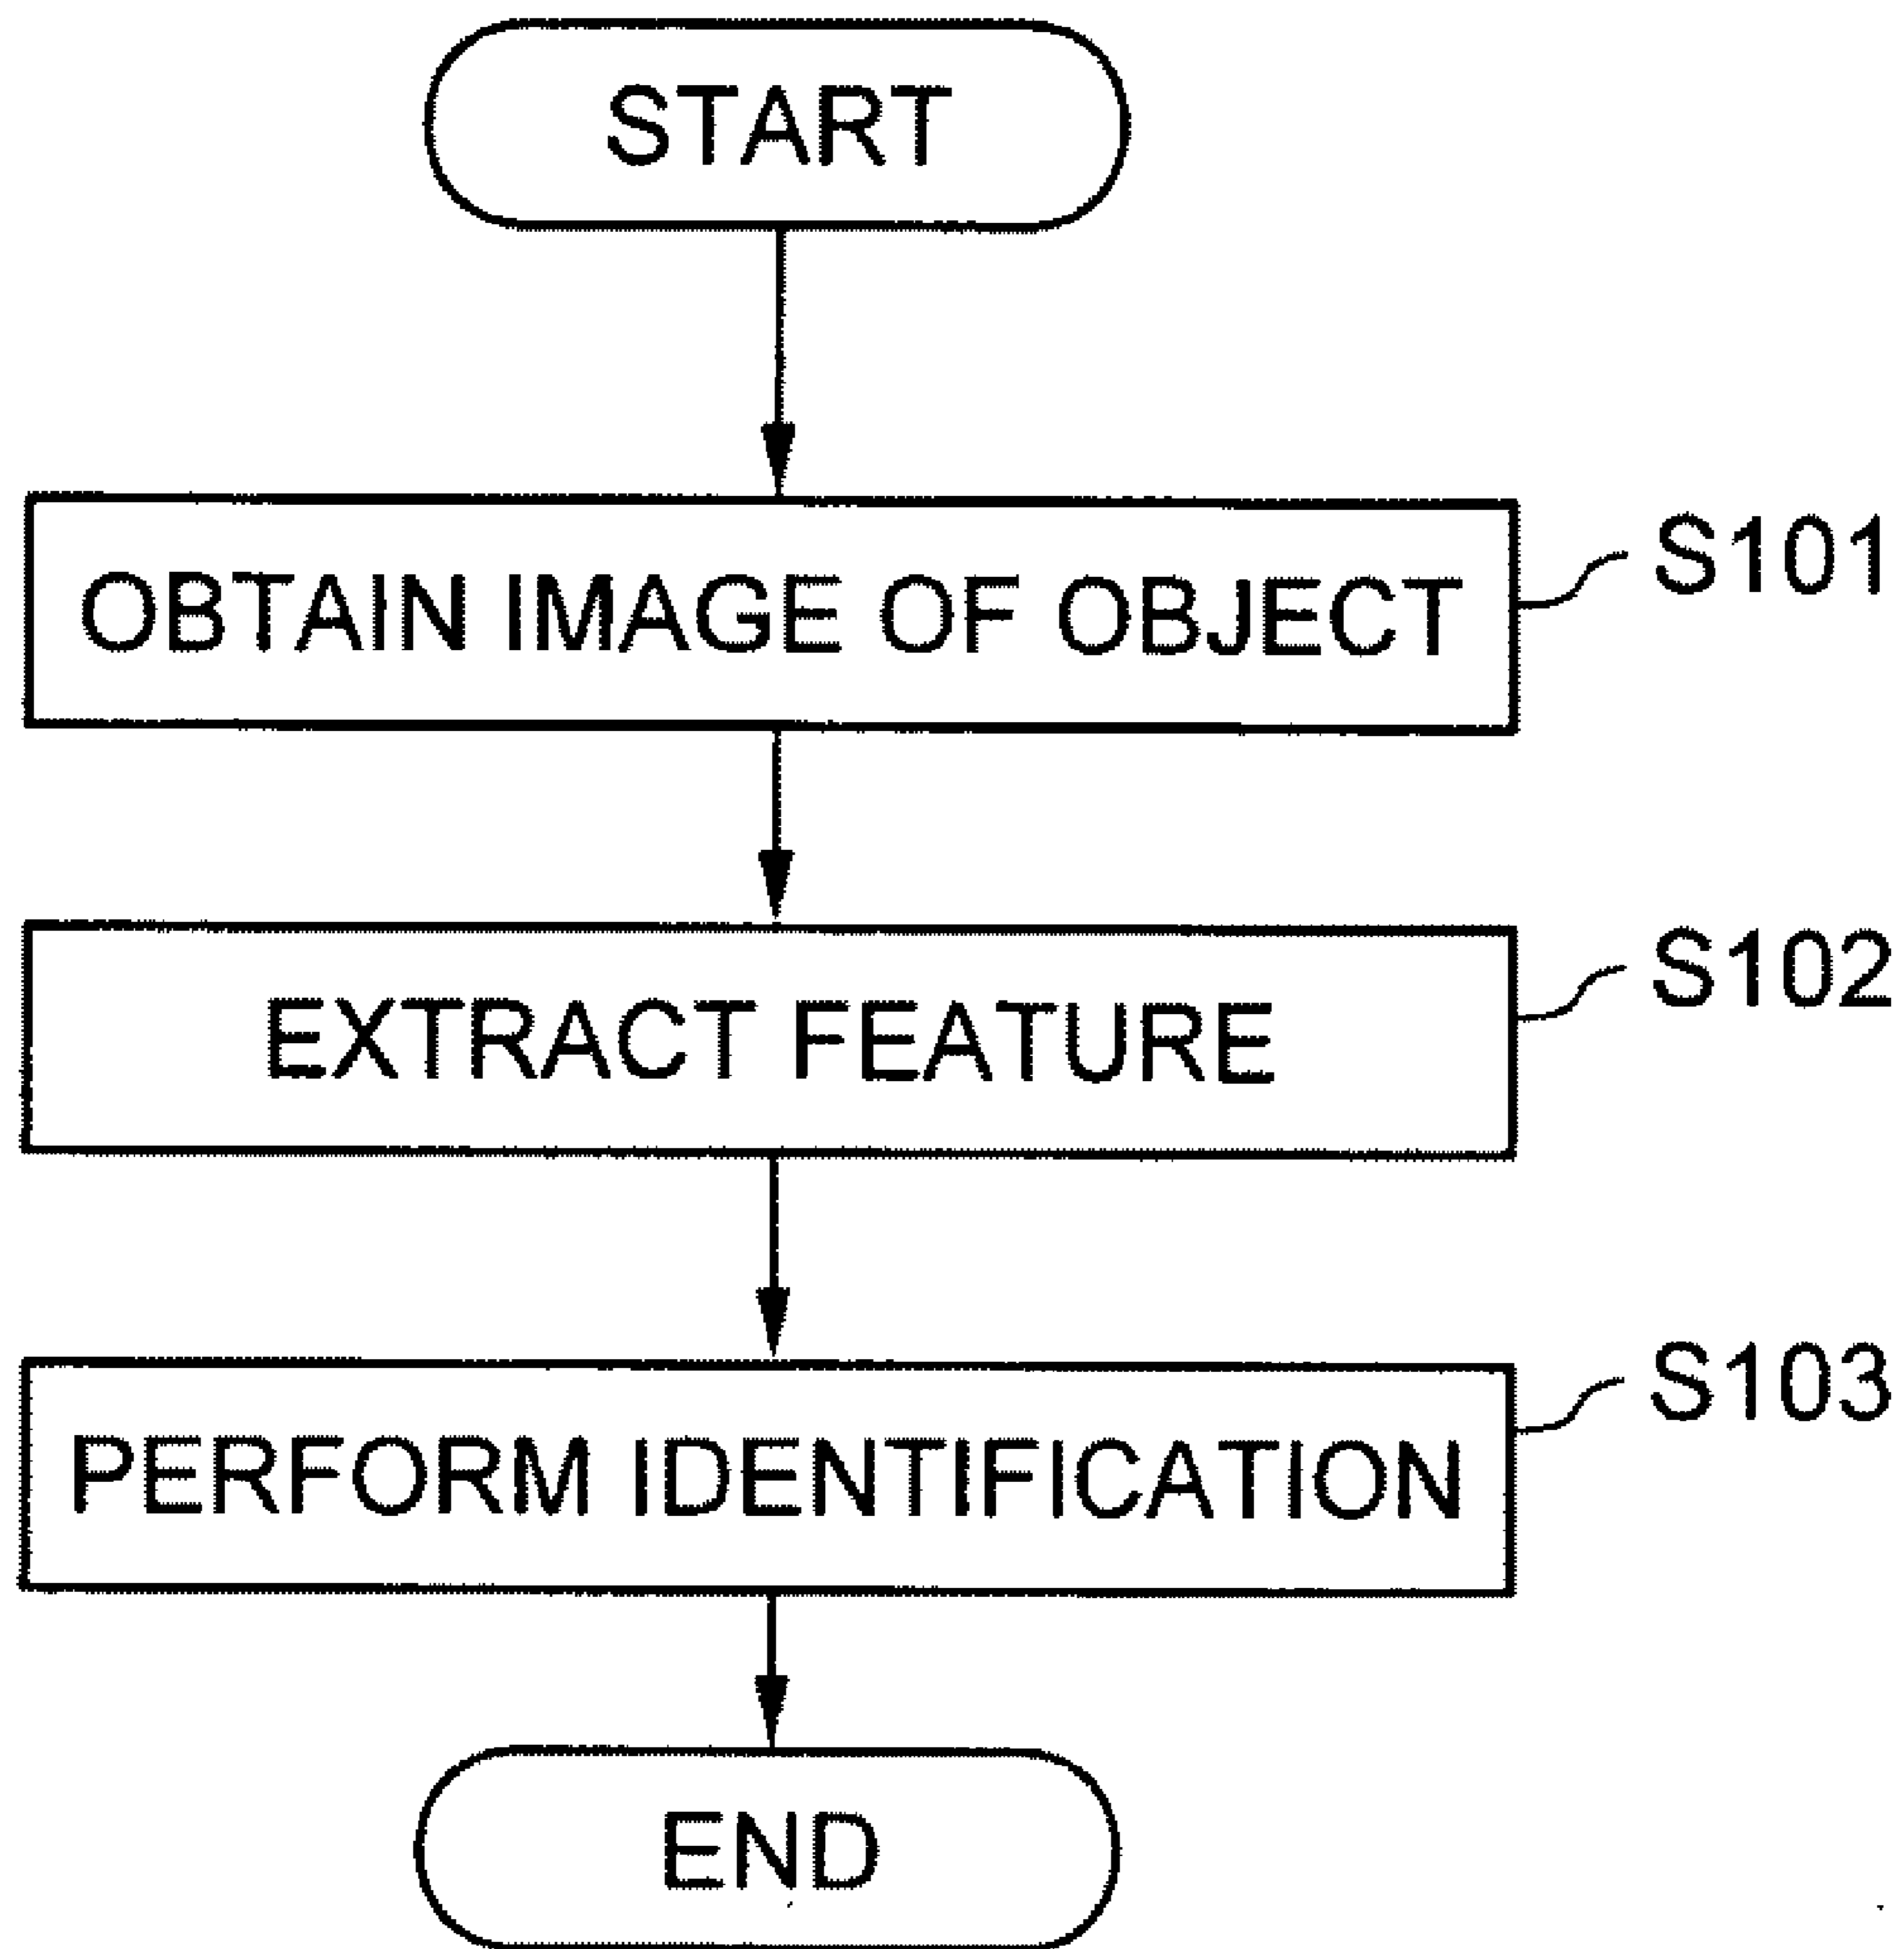 START
OBTAIN IMAGE OF OBJECT
S101
EXTRACT FEATURE
S102
PERFORM IDENTIFICATION
S103
END